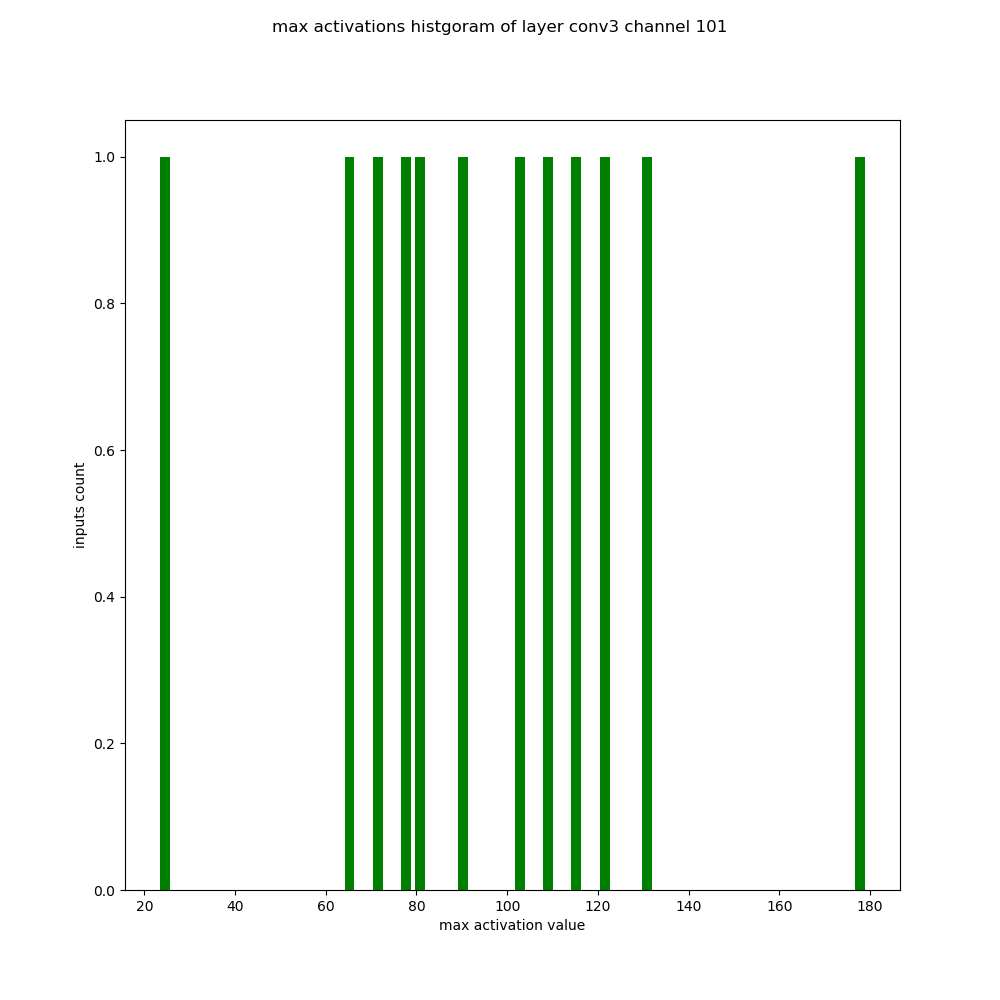 max activations histgoram of layer conv3 channel 101
1.0
0.8
0.6
0.4
0.2
0.0
inputs count
20 40 60 80 100 120 140 160 180
max activation value